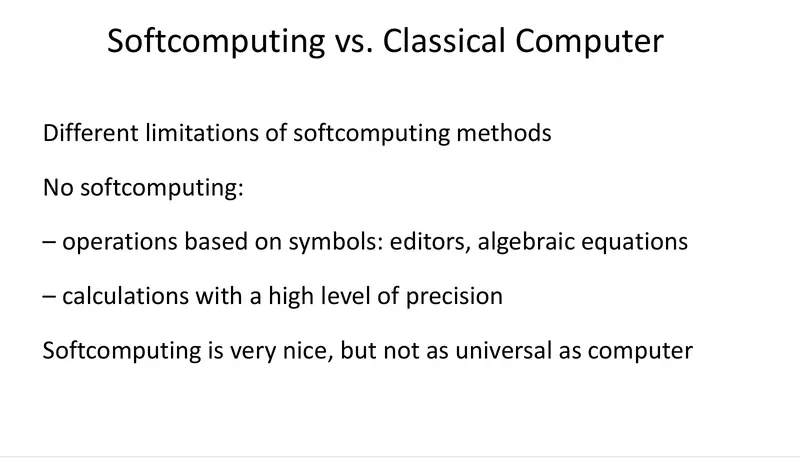 Softcomputing vs. Classical Computer
Different limitations of softcomputing methods
No softcomputing:
– operations based on symbols: editors, algebraic equations
– calculations with a high level of precision
Softcomputing is very nice, but not as universal as computer